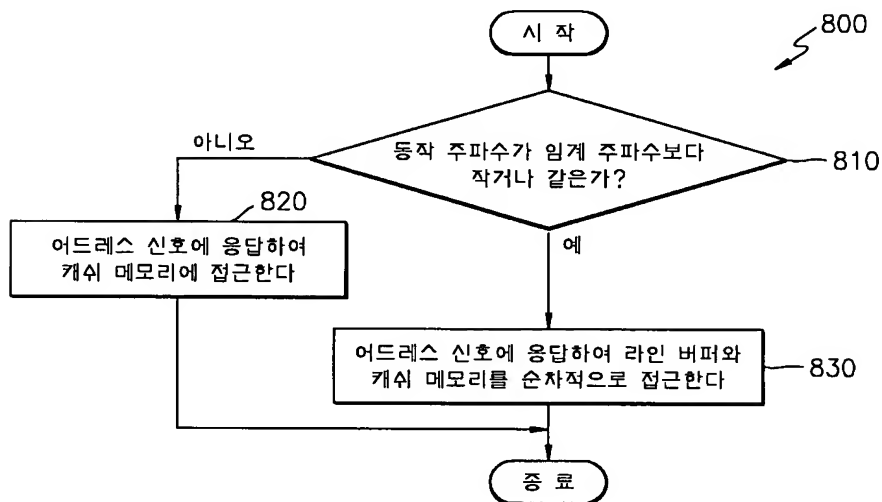 시 작
800
동작 주파수가 임계 주파수보다
작거나 같은가?
810
아니오
820
예
어드레스 신호에 응답하여
캐쉬 메모리에 접근한다
어드레스 신호에 응답하여 라인 버퍼와
캐쉬 메모리를 순차적으로 접근한다
830
종 료